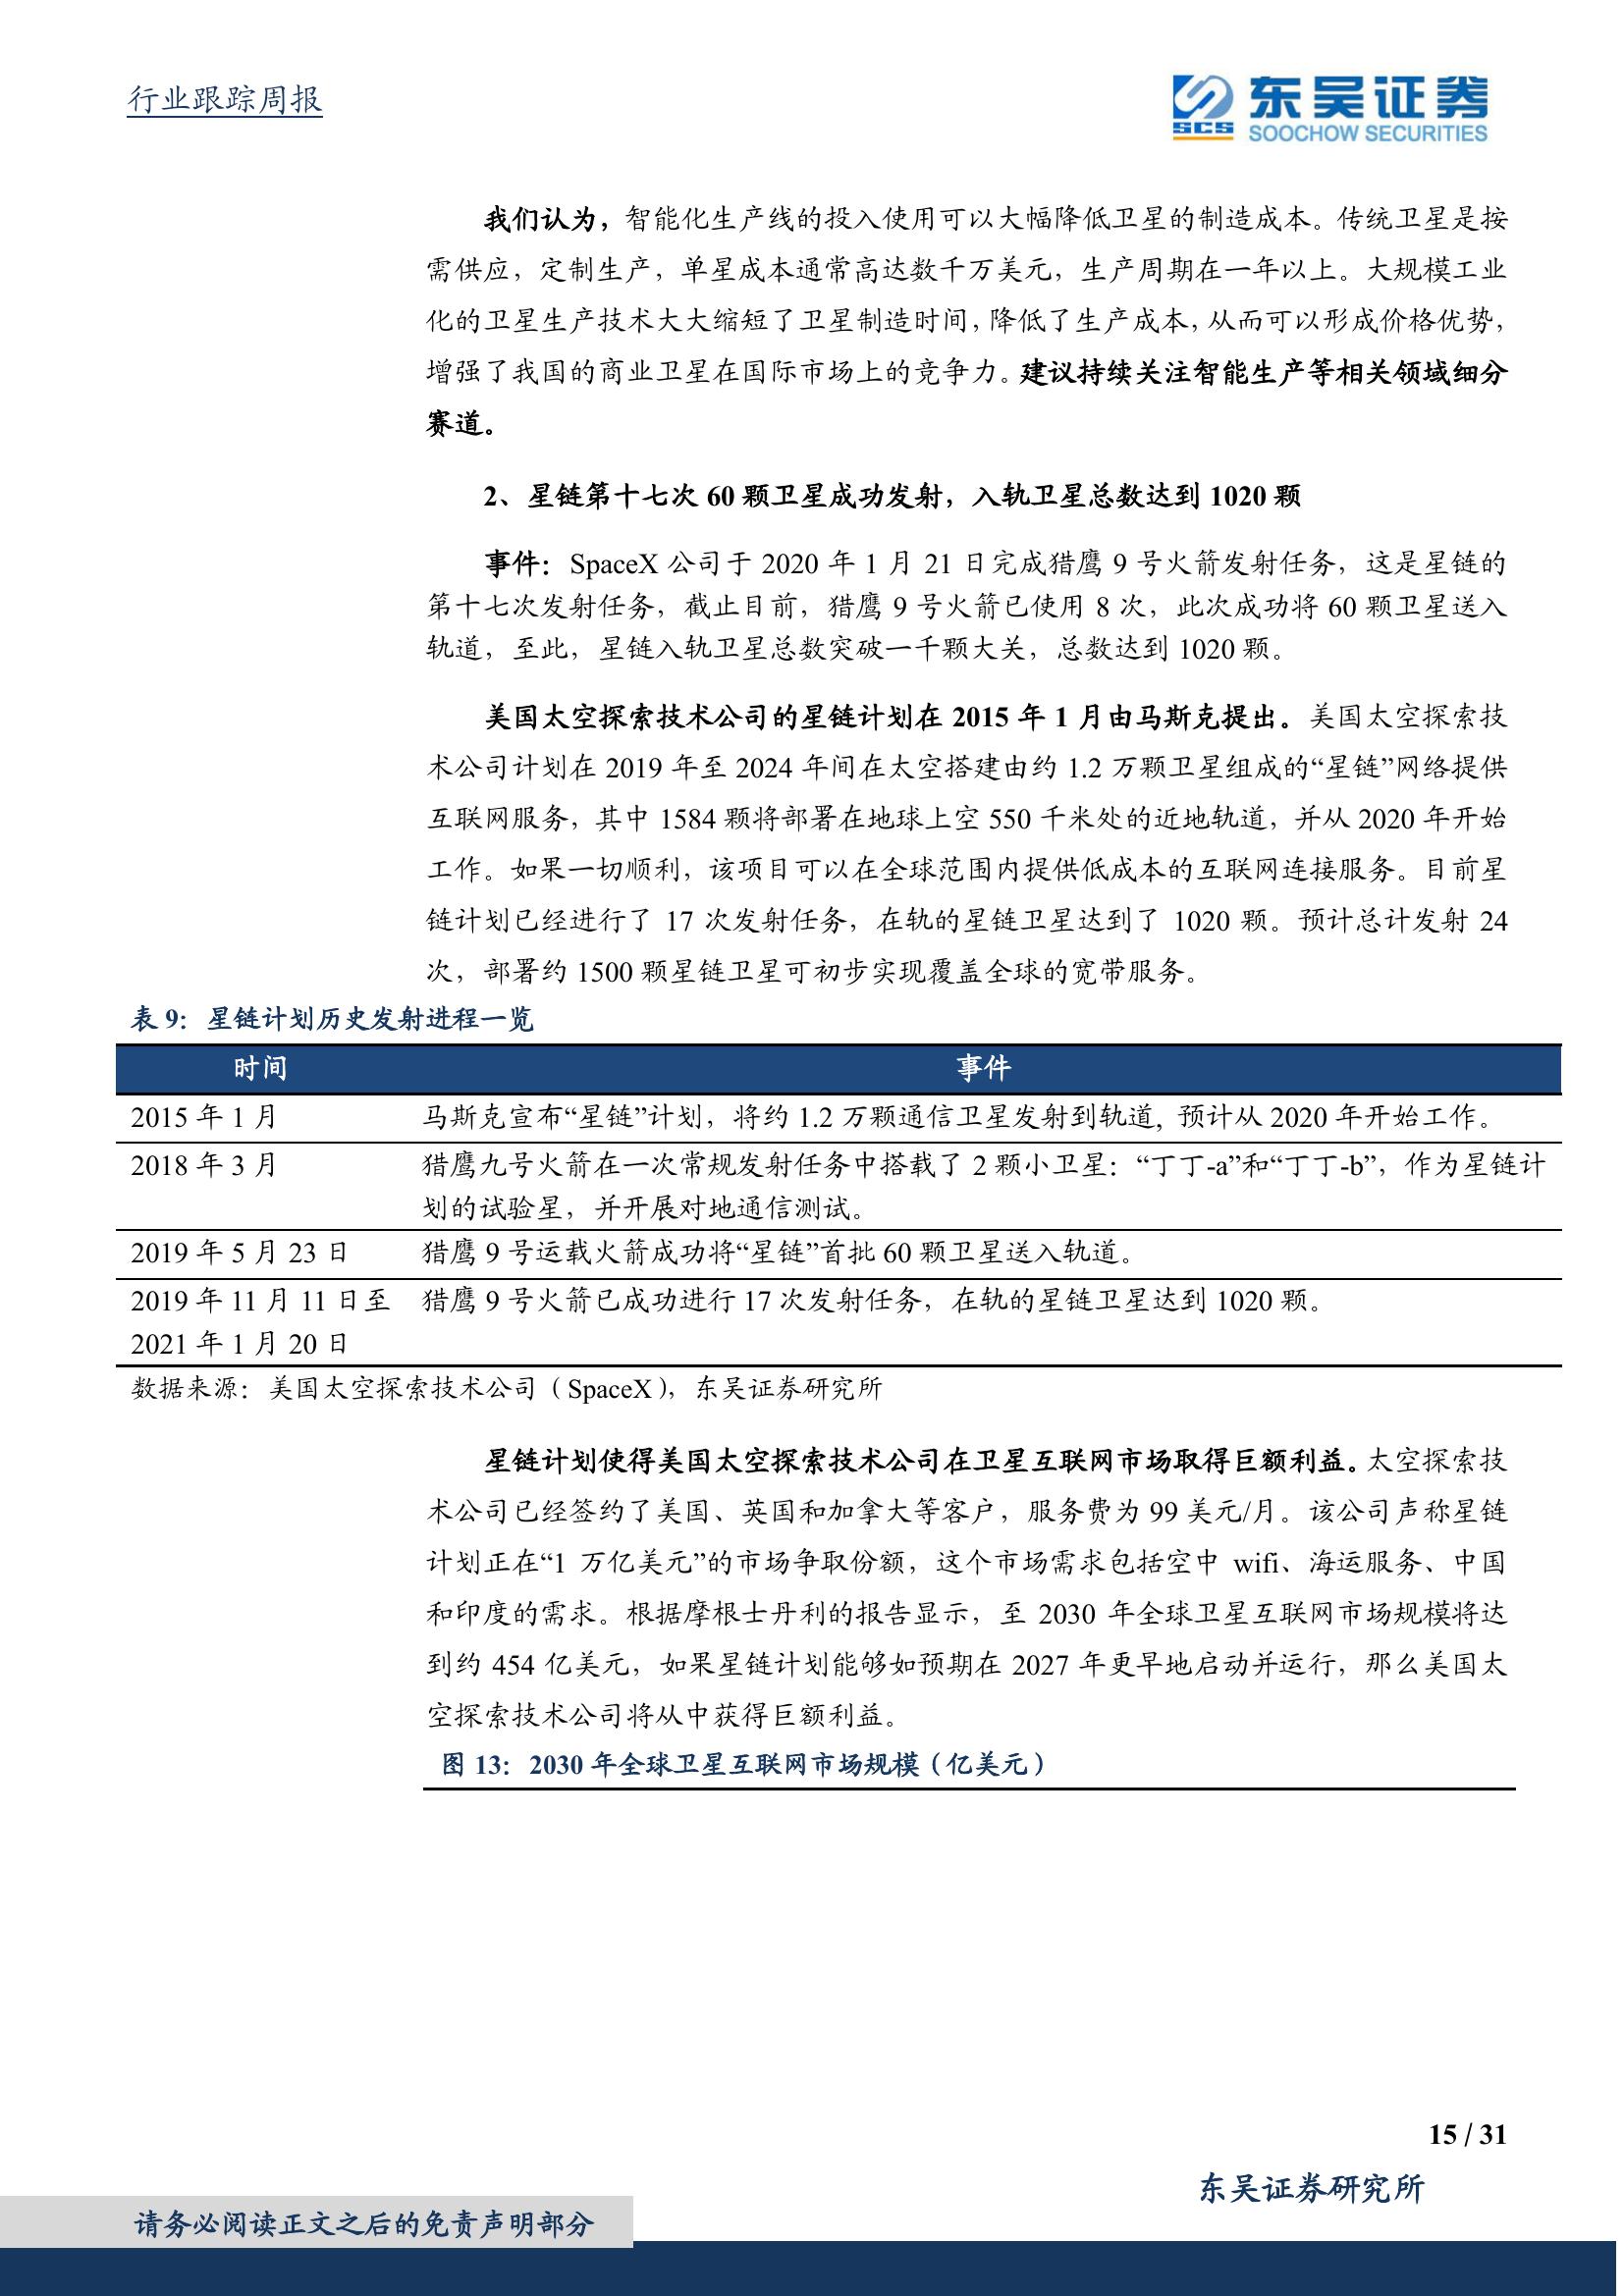 行业跟踪周报
SCS 东吴证券
SOOCHOW SECURITIES
我们认为，智能化生产线的投入使用可以大幅降低卫星的制造成本。传统卫星是按
需供应，定制生产，单星成本通常高达数千万美元，生产周期在一年以上。大规模工业
化的卫星生产技术大大缩短了卫星制造时间，降低了生产成本，从而可以形成价格优势，
增强了我国的商业卫星在国际市场上的竞争力。建议持续关注智能生产等相关领域细分
赛道。
2、星链第十七次 60 颗卫星成功发射，入轨卫星总数达到 1020 颗
事件：SpaceX 公司于 2020 年 1 月 21 日完成猎鹰 9 号火箭发射任务，这是星链的
第十七次发射任务，截止目前，猎鹰 9 号火箭已使用 8 次，此次成功将 60 颗卫星送入
轨道，至此，星链入轨卫星总数突破一千颗大关，总数达到 1020 颗。
美国太空探索技术公司的星链计划在 2015 年 1 月由马斯克提出。美国太空探索技
术公司计划在 2019 年至 2024 年间在太空搭建由约 1.2 万颗卫星组成的“星链”网络提供
互联网服务，其中 1584 颗将部署在地球上空 550 千米处的近地轨道，并从 2020 年开始
工作。如果一切顺利，该项目可以在全球范围内提供低成本的互联网连接服务。目前星
链计划已经进行了 17 次发射任务，在轨的星链卫星达到了 1020 颗。预计总计发射 24
次，部署约 1500 颗星链卫星可初步实现覆盖全球的宽带服务。
表 9：星链计划历史发射进程一览
时间 事件
2015 年 1 月 马斯克宣布“星链”计划，将约 1.2 万颗通信卫星发射到轨道, 预计从 2020 年开始工作。
2018 年 3 月 猎鹰九号火箭在一次常规发射任务中搭载了 2 颗小卫星：“丁丁-a”和“丁丁-b”，作为星链计
划的试验星，并开展对地通信测试。
2019 年 5 月 23 日 猎鹰 9 号运载火箭成功将“星链”首批 60 颗卫星送入轨道。
2019 年 11 月 11 日至 猎鹰 9 号火箭已成功进行 17 次发射任务，在轨的星链卫星达到 1020 颗。
2021 年 1 月 20 日
数据来源：美国太空探索技术公司（SpaceX），东吴证券研究所
星链计划使得美国太空探索技术公司在卫星互联网市场取得巨额利益。太空探索技
术公司已经签约了美国、英国和加拿大等客户，服务费为 99 美元/月。该公司声称星链
计划正在“1 万亿美元”的市场争取份额，这个市场需求包括空中 wifi、海运服务、中国
和印度的需求。根据摩根士丹利的报告显示，至 2030 年全球卫星互联网市场规模将达
到约 454 亿美元，如果星链计划能够如预期在 2027 年更早地启动并运行，那么美国太
空探索技术公司将从中获得巨额利益。
图 13：2030 年全球卫星互联网市场规模（亿美元）
15 / 31
东吴证券研究所
请务必阅读正文之后的免责声明部分